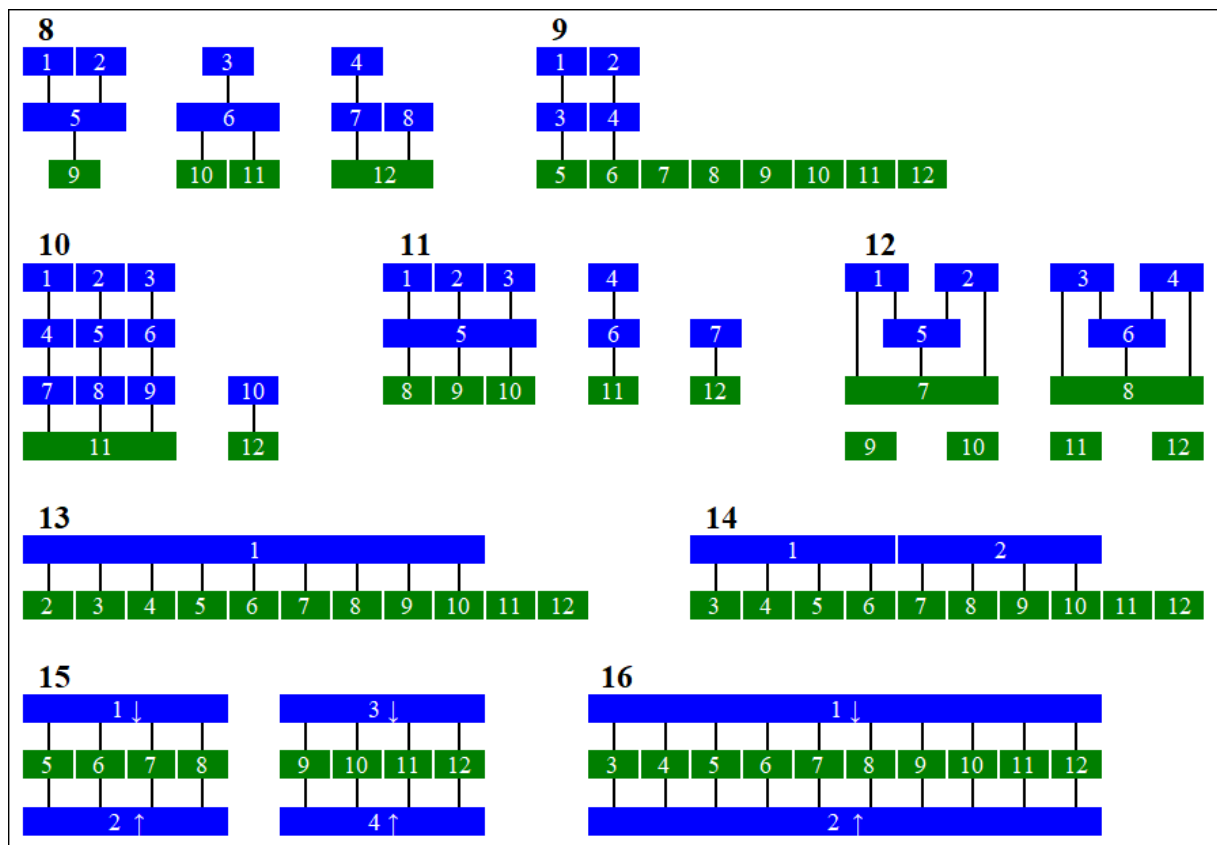 8 9
1 2 3 4 1 2
5 6 7 8 3 4
9 10 11 12 5 6 7 8 9 10 11 12
10 11 12
1 2 3 1 2 3 4 1 2 3 4
4 5 6 5 6 7 5 6
7 8 9 10 8 9 10 11 12 7 8
11 12 9 10 11 12
13 14
1 1 2
2 3 4 5 6 7 8 9 10 11 12 3 4 5 6 7 8 9 10 11 12
15 16
1 ↓ 3 ↓ 1 ↓
5 6 7 8 9 10 11 12 3 4 5 6 7 8 9 10 11 12
2 ↑ 4 ↑ 2 ↑